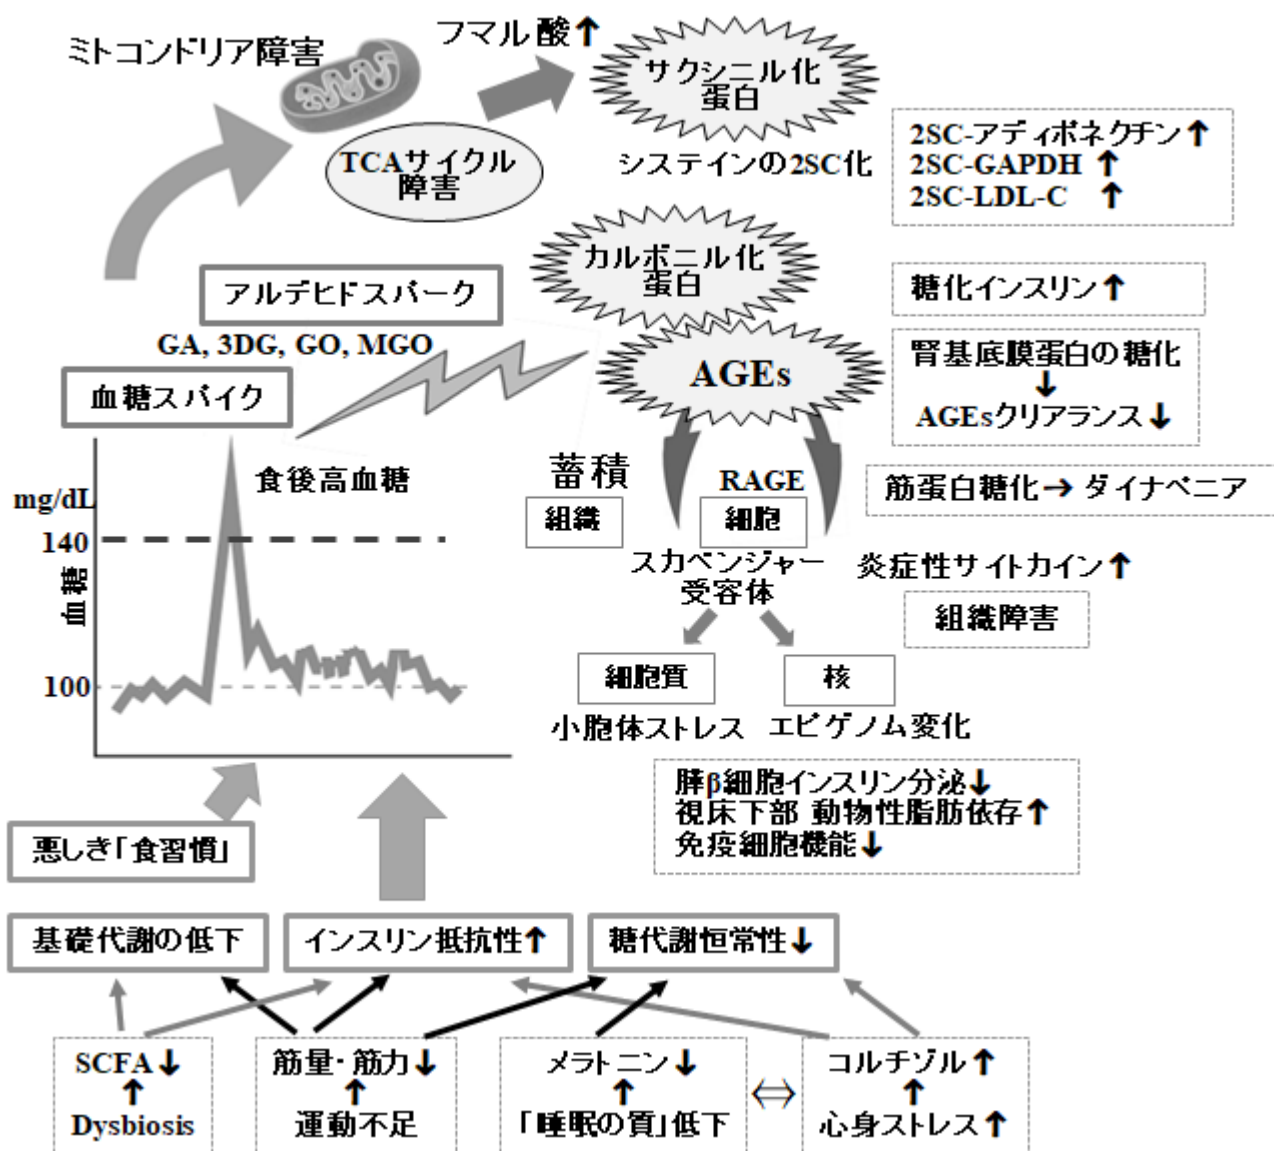 ミトコンドリア障害
フマル酸↑
サクシニル化
蛋白
TCAサイクル
障害
システインの2SC化
2SC-アディポネクチン↑
2SC-GAPDH ↑
2SC-LDL-C ↑
カルボニル化
蛋白
アルデヒドスパーク
GA, 3DG, GO, MGO
糖化インスリン↑
AGEs
腎基底膜蛋白の糖化
↓
AGEsクリアランス↓
血糖スパイク
食後高血糖
mg/dL
140
血糖
100
蓄積
組織
RAGE
細胞
筋蛋白糖化→ ダイナペニア
スカベンジャー
受容体
炎症性サイトカイン↑
組織障害
細胞質
核
小胞体ストレス
エピゲノム変化
膵β細胞インスリン分泌↓
視床下部 動物性脂肪依存↑
免疫細胞機能↓
悪しき「食習慣」
基礎代謝の低下
インスリン抵抗性↑
糖代謝恒常性↓
SCFA↓
↑
Dysbiosis
筋量・筋力↓
↑
運動不足
メラトニン↓
↑
「睡眠の質」低下
⇔
コルチゾル↑
↑
心身ストレス↑